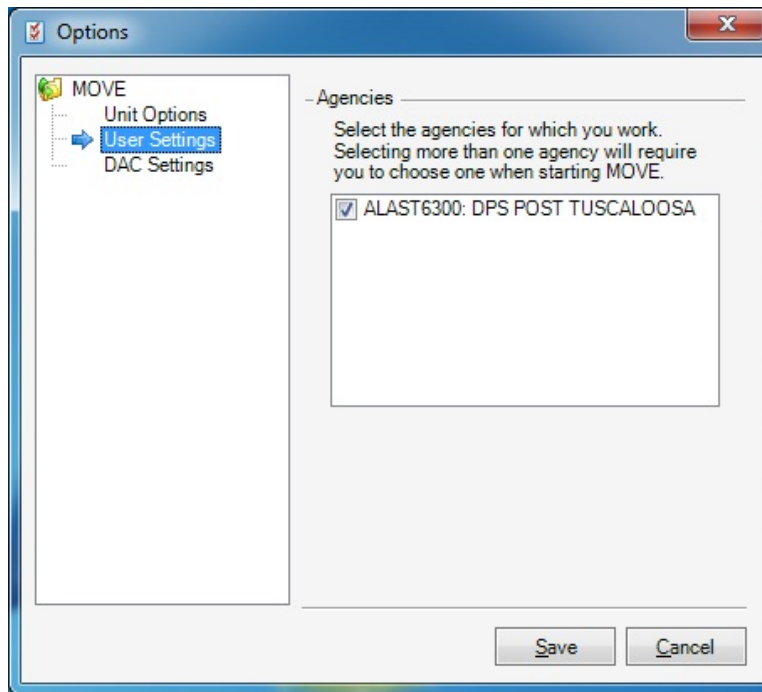 Options
MOVE
Unit Options
User Settings
DAC Settings
Agencies
Select the agencies for which you work.
Selecting more than one agency will require
you to choose one when starting MOVE.
ALAST6300: DPS POST TUSCALOOSA
Save
Cancel